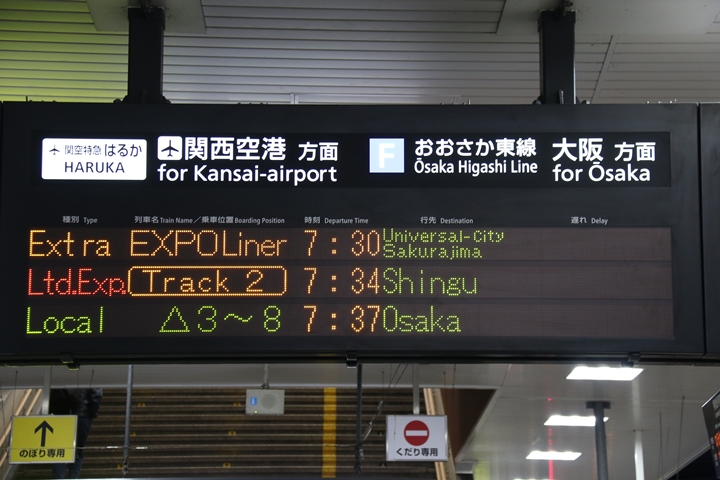 関空特急 はるか
HARUKA
関西空港 方面
for Kansai-airport
F
おおさか東線
Ōsaka Higashi Line
大阪 方面
for Ōsaka
種別 Type 列車名 Train Name/乗車位置 Boarding Position 時刻 Departure Time 行先 Destination 遅れ Delay
Extra EXPOLiner 7:30 Universal-City
Sakurajima
Ltd.Exp. Track 2 7:34 Shingu
Local △3～8 7:37 Osaka
のぼり専用
くだり専用